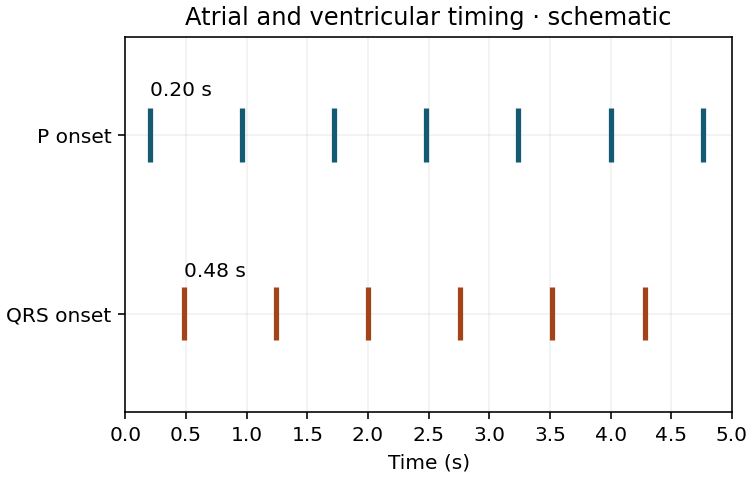 Atrial and ventricular timing · schematic
0.20 s
P onset
0.48 s
QRS onset
0.0 0.5 1.0 1.5 2.0 2.5 3.0 3.5 4.0 4.5 5.0
Time (s)